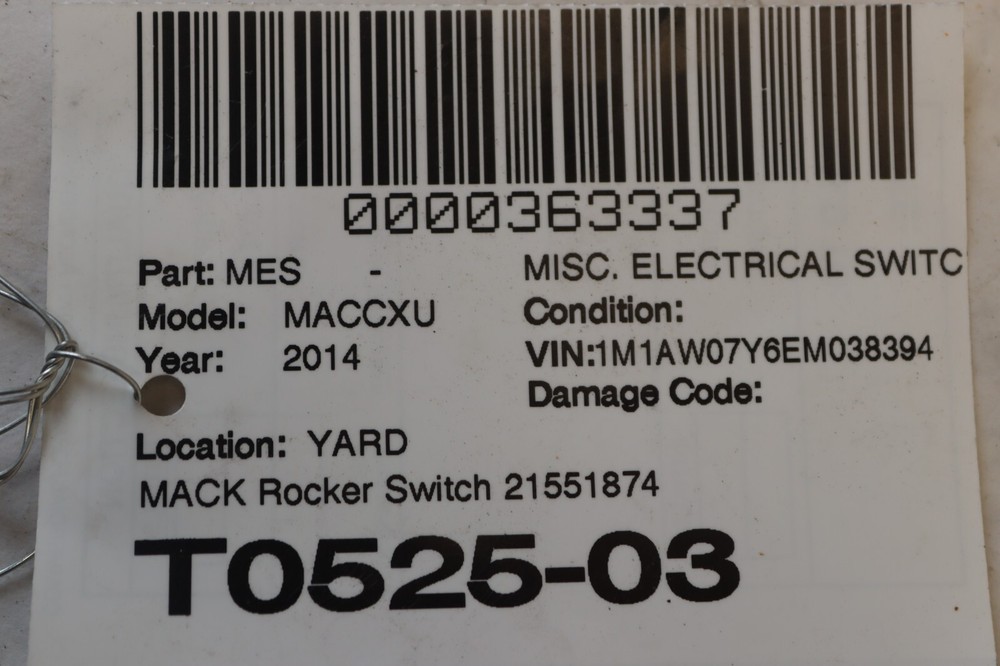 0000363337
Part: MES - MISC. ELECTRICAL SWITC
Model: MACCXU Condition:
Year: 2014 VIN:1M1AW07Y6EM038394
Damage Code:
Location: YARD
MACK Rocker Switch 21551874
T0525-03